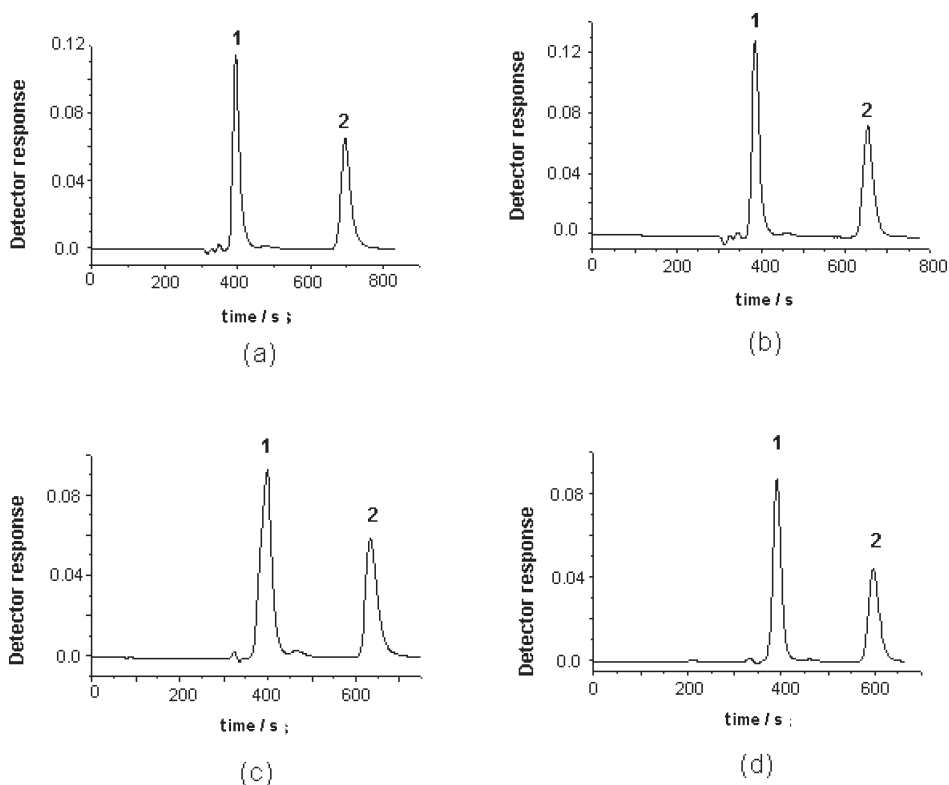 1
0.12
0.08
0.04
0.0
2
Detector response
0 200 400 600 800
time / s ;
(a)
1
0.12
0.08
0.04
0.0
2
Detector response
0 200 400 600 800
time / s
(b)
1
0.08
0.04
0.0
2
Detector response
0 200 400 600
time / s ;
(c)
1
0.08
0.04
0.0
2
Detector response
0 200 400 600
time / s ;
(d)